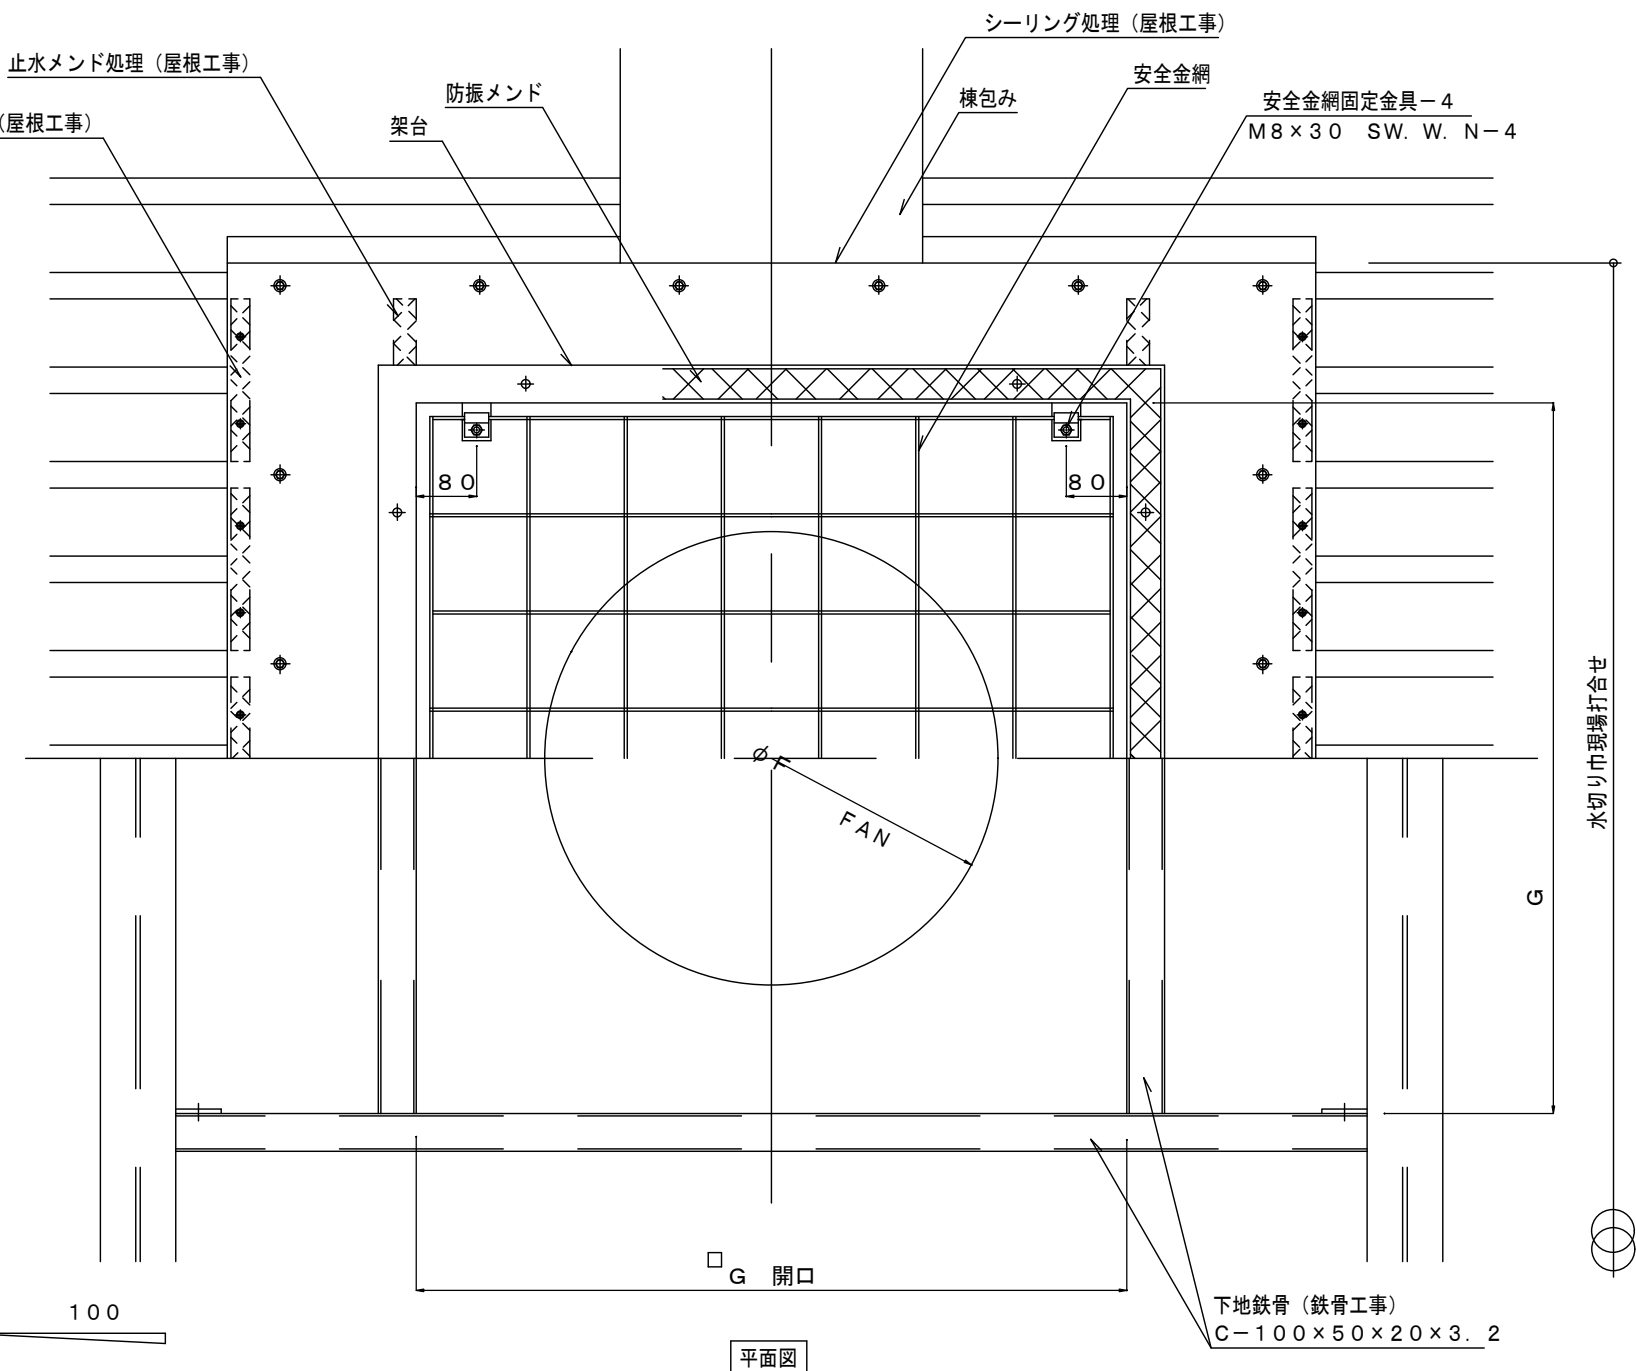 シーリング処理（屋根工事）
止水メンド処理（屋根工事）
安全金網
防振メンド
棟包み
安全金網固定金具－4
M8×30 SW. W. N－4
（屋根工事）
架台
80
80
水切り巾現場打合せ
φF
FAN
G
□G 開口
下地鉄骨（鉄骨工事）
C－100×50×20×3. 2
100
平面図